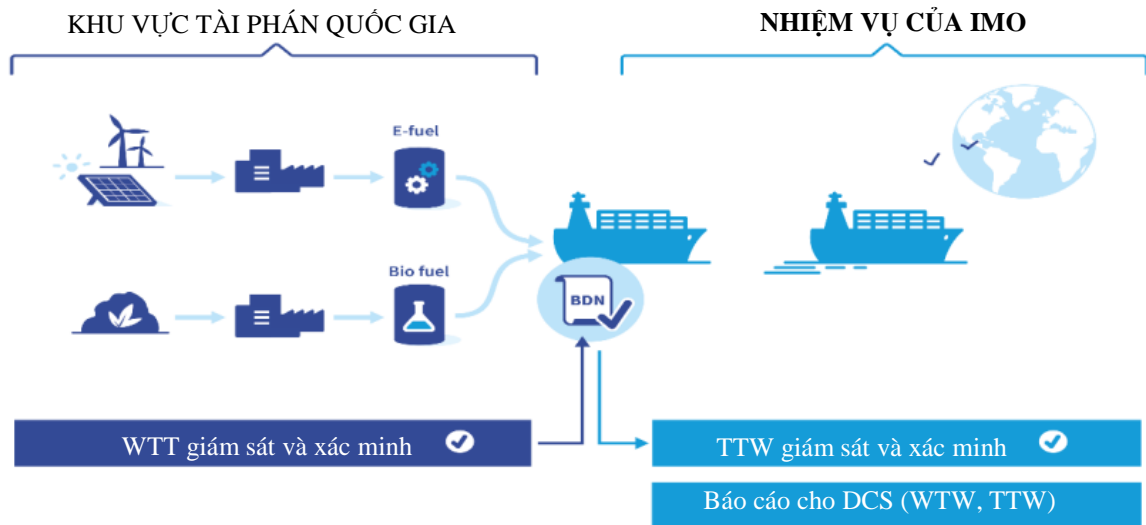 KHU VỰC TÀI PHÁN QUỐC GIA
NHIỆM VỤ CỦA IMO
E-fuel
Bio fuel
BDN
WTT giám sát và xác minh
TTW giám sát và xác minh
Báo cáo cho DCS (WTW, TTW)